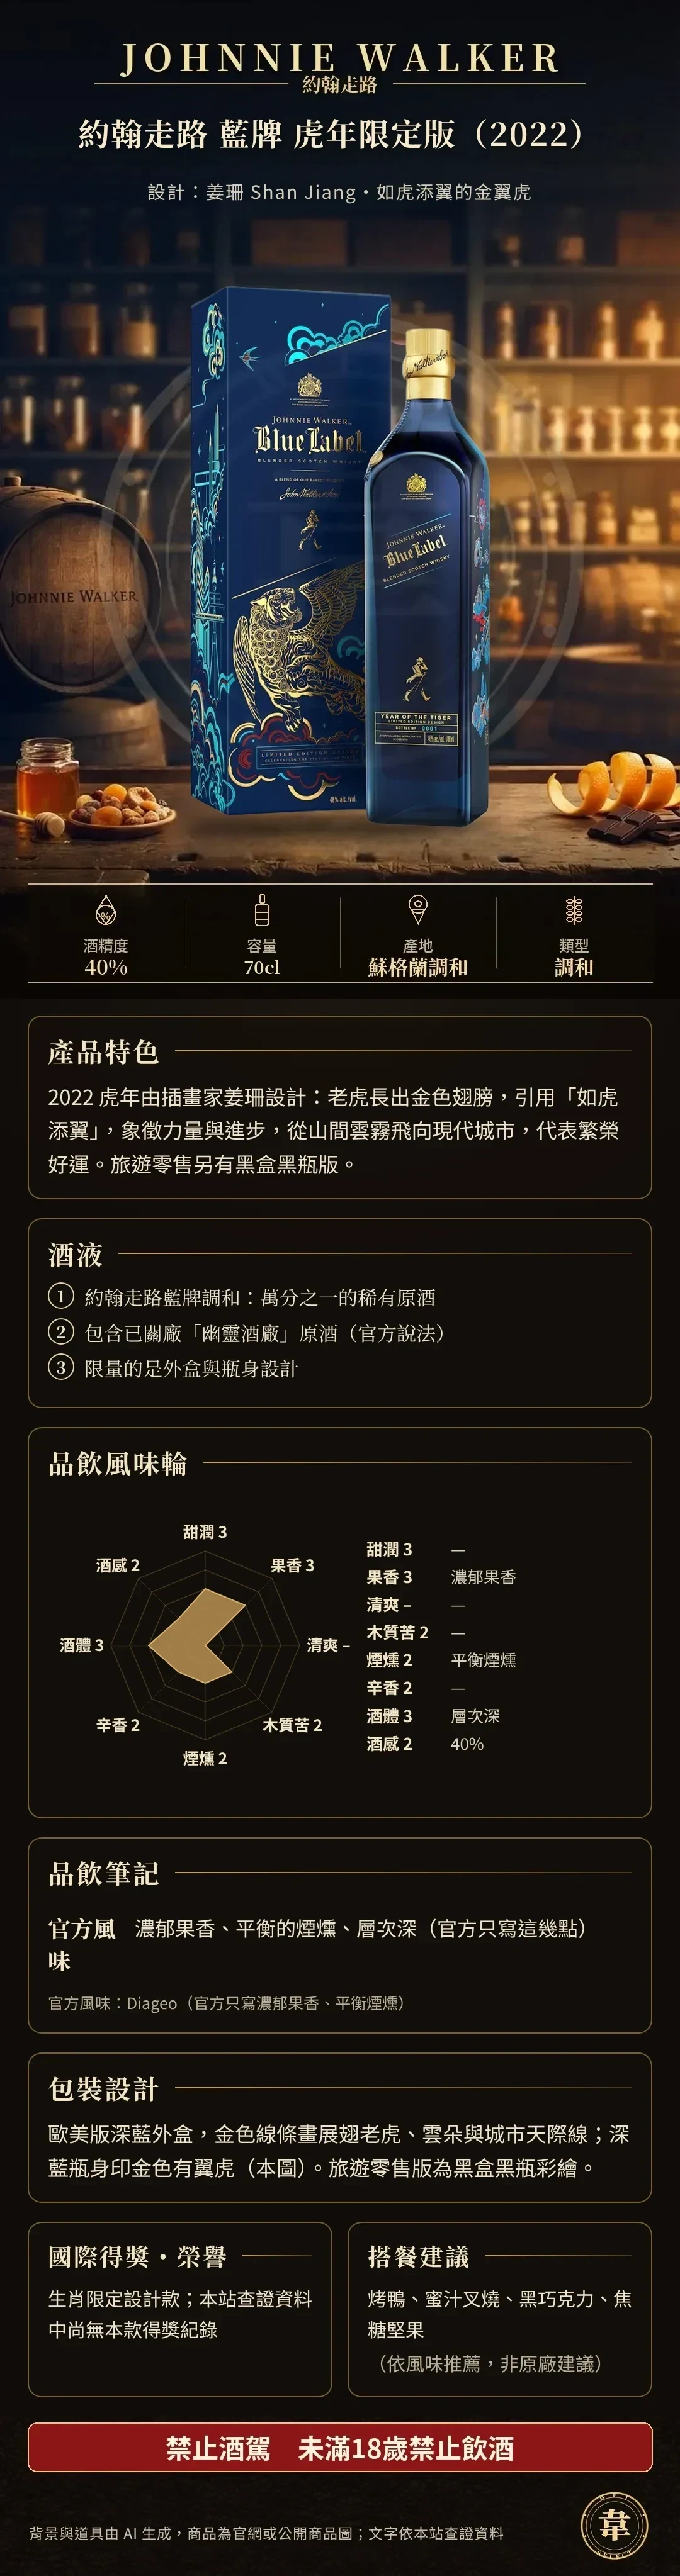 JOHNNIE WALKER
約翰走路
約翰走路 藍牌 虎年限定版（2022）
設計：姜珊 Shan Jiang・如虎添翼的金翼虎
JOHNNIE WALKER
Blue Label
BLENDED SCOTCH WHISKY
John Walker & Sons
LIMITED EDITION DESIGN
JOHNNIE WALKER
Blue Label
BLENDED SCOTCH WHISKY
YEAR OF THE TIGER
LIMITED EDITION DESIGN
BOTTLE Nº 0001
JOHNNIE WALKER
酒精度
40%
容量
70cl
產地
蘇格蘭調和
類型
調和
產品特色
2022 虎年由插畫家姜珊設計：老虎長出金色翅膀，引用「如虎
添翼」，象徵力量與進步，從山間雲霧飛向現代城市，代表繁榮
好運。旅遊零售另有黑盒黑瓶版。
酒液
1 約翰走路藍牌調和：萬分之一的稀有原酒
2 包含已關廠「幽靈酒廠」原酒（官方說法）
3 限量的是外盒與瓶身設計
品飲風味輪
甜潤 3
果香 3
清爽 –
木質苦 2
煙燻 2
辛香 2
酒體 3
酒感 2
甜潤 3 —
果香 3 濃郁果香
清爽 – —
木質苦 2 —
煙燻 2 平衡煙燻
辛香 2 —
酒體 3 層次深
酒感 2 40%
品飲筆記
官方風味 濃郁果香、平衡的煙燻、層次深（官方只寫這幾點）
官方風味：Diageo（官方只寫濃郁果香、平衡煙燻）
包裝設計
歐美版深藍外盒，金色線條畫展翅老虎、雲朵與城市天際線；深
藍瓶身印金色有翼虎（本圖）。旅遊零售版為黑盒黑瓶彩繪。
國際得獎・榮譽
生肖限定設計款；本站查證資料
中尚無本款得獎紀錄
搭餐建議
烤鴨、蜜汁叉燒、黑巧克力、焦
糖堅果
（依風味推薦，非原廠建議）
禁止酒駕 未滿18歲禁止飲酒
背景與道具由 AI 生成，商品為官網或公開商品圖；文字依本站查證資料
韋